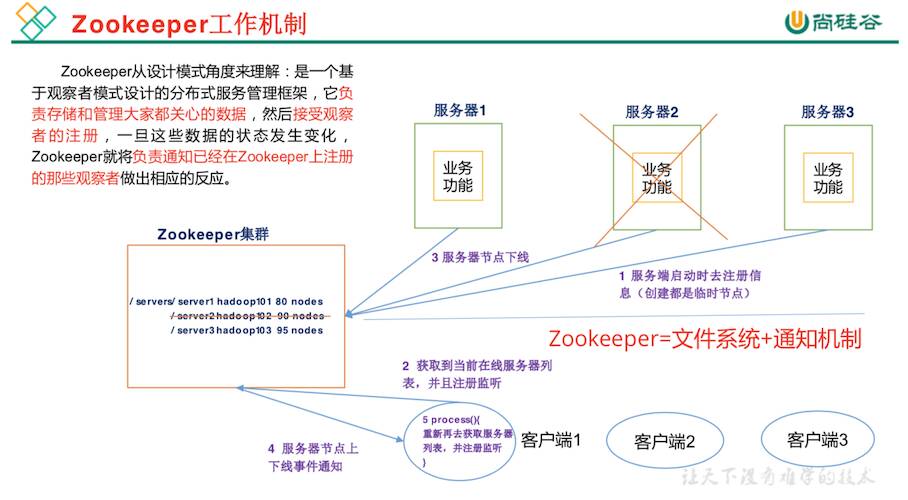 Zookeeper工作机制
尚硅谷
Zookeeper从设计模式角度来理解：是一个基
于观察者模式设计的分布式服务管理框架，它负
责存储和管理大家都关心的数据，然后接受观察
者的注册，一旦这些数据的状态发生变化，
Zookeeper就将负责通知已经在Zookeeper上注册
的那些观察者做出相应的反应。
服务器1
服务器2
服务器3
业务
功能
业务
功能
业务
功能
Zookeeper集群
3 服务器节点下线
1 服务端启动时去注册信
息（创建都是临时节点）
/servers/server1 hadoop101 80 nodes
/server2 hadoop102 90 nodes
/server3 hadoop103 95 nodes
Zookeeper=文件系统+通知机制
2 获取到当前在线服务器列
表，并且注册监听
5 process(){
重新再去获取服务器
列表，并注册监听
}
客户端1
客户端2
客户端3
4 服务器节点上
下线事件通知
让天下没有难学的技术